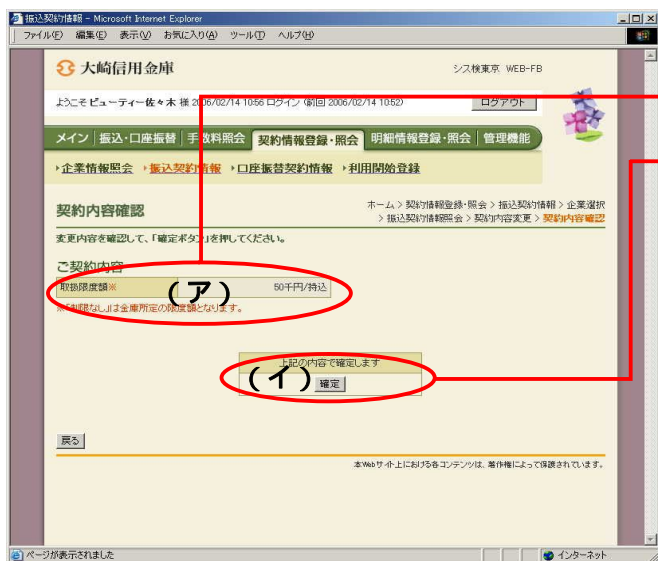 振込契約情報 - Microsoft Internet Explorer
ファイル(F) 編集(E) 表示(V) お気に入り(A) ツール(T) ヘルプ(H)
大崎信用金庫
シス検東京 WEB-FB
ようこそ ビューティー佐々木 様 2006/02/14 10:56 ログイン (前回 2006/02/14 10:52)
ログアウト
メイン 振込・口座振替 手数料照会 契約情報登録・照会 明細情報登録・照会 管理機能
企業情報照会 振込契約情報 口座振替契約情報 利用開始登録
契約内容確認
ホーム > 契約情報登録・照会 > 振込契約情報 > 企業選択
> 振込契約情報照会 > 契約内容変更 > 契約内容確認
変更内容を確認して、「確定ボタン」を押してください。
ご契約内容
取扱限度額※ (ア) 50千円/持込
※「制限なし」は金庫所定の限度額となります。
上記の内容で確定します
(イ) 確定
戻る
本Webサイト上における各コンテンツは、著作権によって保護されています。
ページが表示されました
インターネット